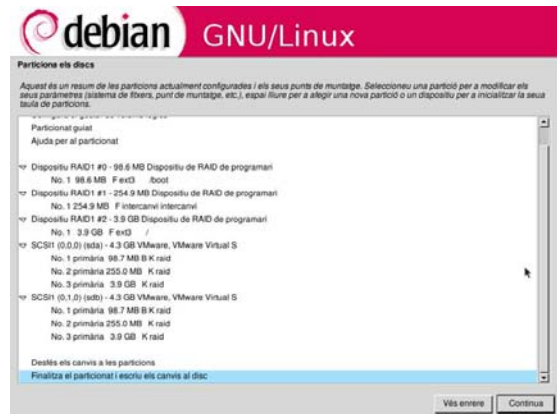 debian GNU/Linux
Particiona els discs
Aquest és un resum de les particions actualment configurades i els seus punts de muntatge. Seleccioneu una partició per a modificar els
seus paràmetres (sistema de fitxers, punt de muntatge, etc.), espai lliure per a afegir una nova partició o un dispositiu per a inicialitzar la seua
taula de particions.
Particionat guiat
Ajuda per al particionat
Dispositiu RAID1 #0 - 98.6 MB Dispositiu de RAID de programari
No. 1 98.6 MB F ext3 /boot
Dispositiu RAID1 #1 - 254.9 MB Dispositiu de RAID de programari
No. 1 254.9 MB F intercanvi intercanvi
Dispositiu RAID1 #2 - 3.9 GB Dispositiu de RAID de programari
No. 1 3.9 GB F ext3 /
SCSI1 (0,0,0) (sda) - 4.3 GB VMware, VMware Virtual S
No. 1 primària 98.7 MB B K raid
No. 2 primària 255.0 MB K raid
No. 3 primària 3.9 GB K raid
SCSI1 (0,1,0) (sdb) - 4.3 GB VMware, VMware Virtual S
No. 1 primària 98.7 MB B K raid
No. 2 primària 255.0 MB K raid
No. 3 primària 3.9 GB K raid
Desfés els canvis a les particions
Finalitza el particionat i escriu els canvis al disc
Vés enrere Continua